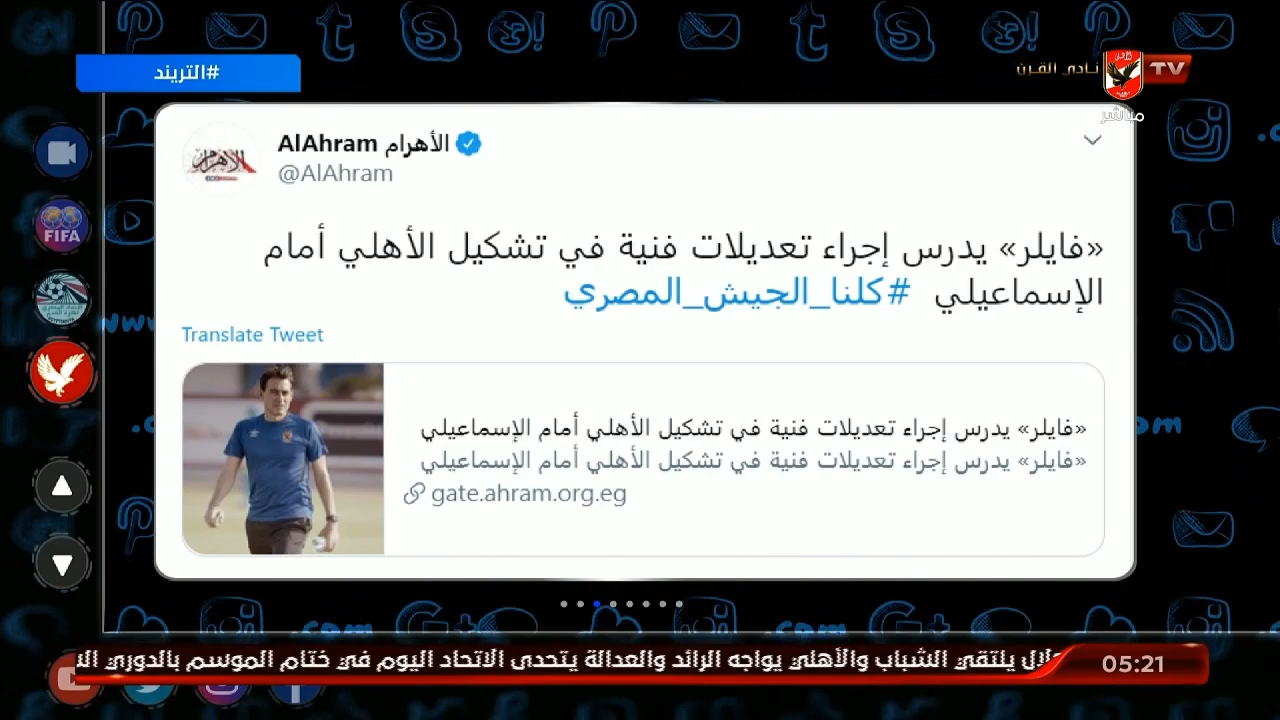 #التريند
نادي القرن
TV
مباشر
AlAhram الأهرام
@AlAhram
«فايلر» يدرس إجراء تعديلات فنية في تشكيل الأهلي أمام
الإسماعيلي #كلنا_الجيش_المصري
Translate Tweet
«فايلر» يدرس إجراء تعديلات فنية في تشكيل الأهلي أمام الإسماعيلي
«فايلر» يدرس إجراء تعديلات فنية في تشكيل الأهلي أمام الإسماعيلي
gate.ahram.org.eg
FIFA
يلتقي الشباب والأهلي يواجه الرائد والعدالة يتحدى الاتحاد اليوم في ختام الموسم بالدوري
05:21